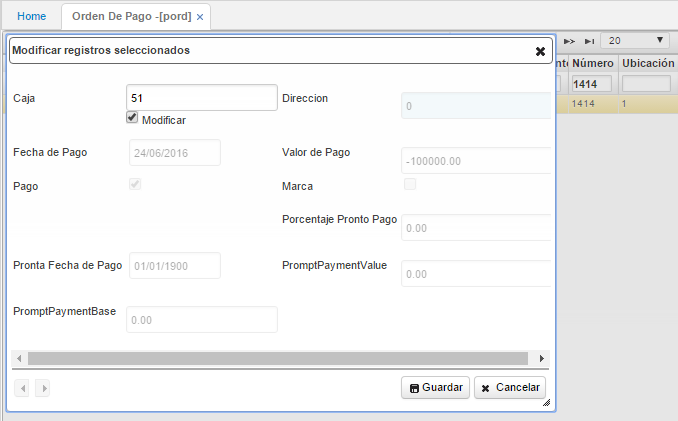 Home
Orden De Pago -[pord] ×
20
Modificar registros seleccionados
Número Ubicación
1414
1414 1
Caja 51 Direccion 0
Modificar
Fecha de Pago 24/06/2016 Valor de Pago -100000.00
Pago Marca
Porcentaje Pronto Pago 0.00
Pronta Fecha de Pago 01/01/1900 PromptPaymentValue 0.00
PromptPaymentBase 0.00
Guardar Cancelar